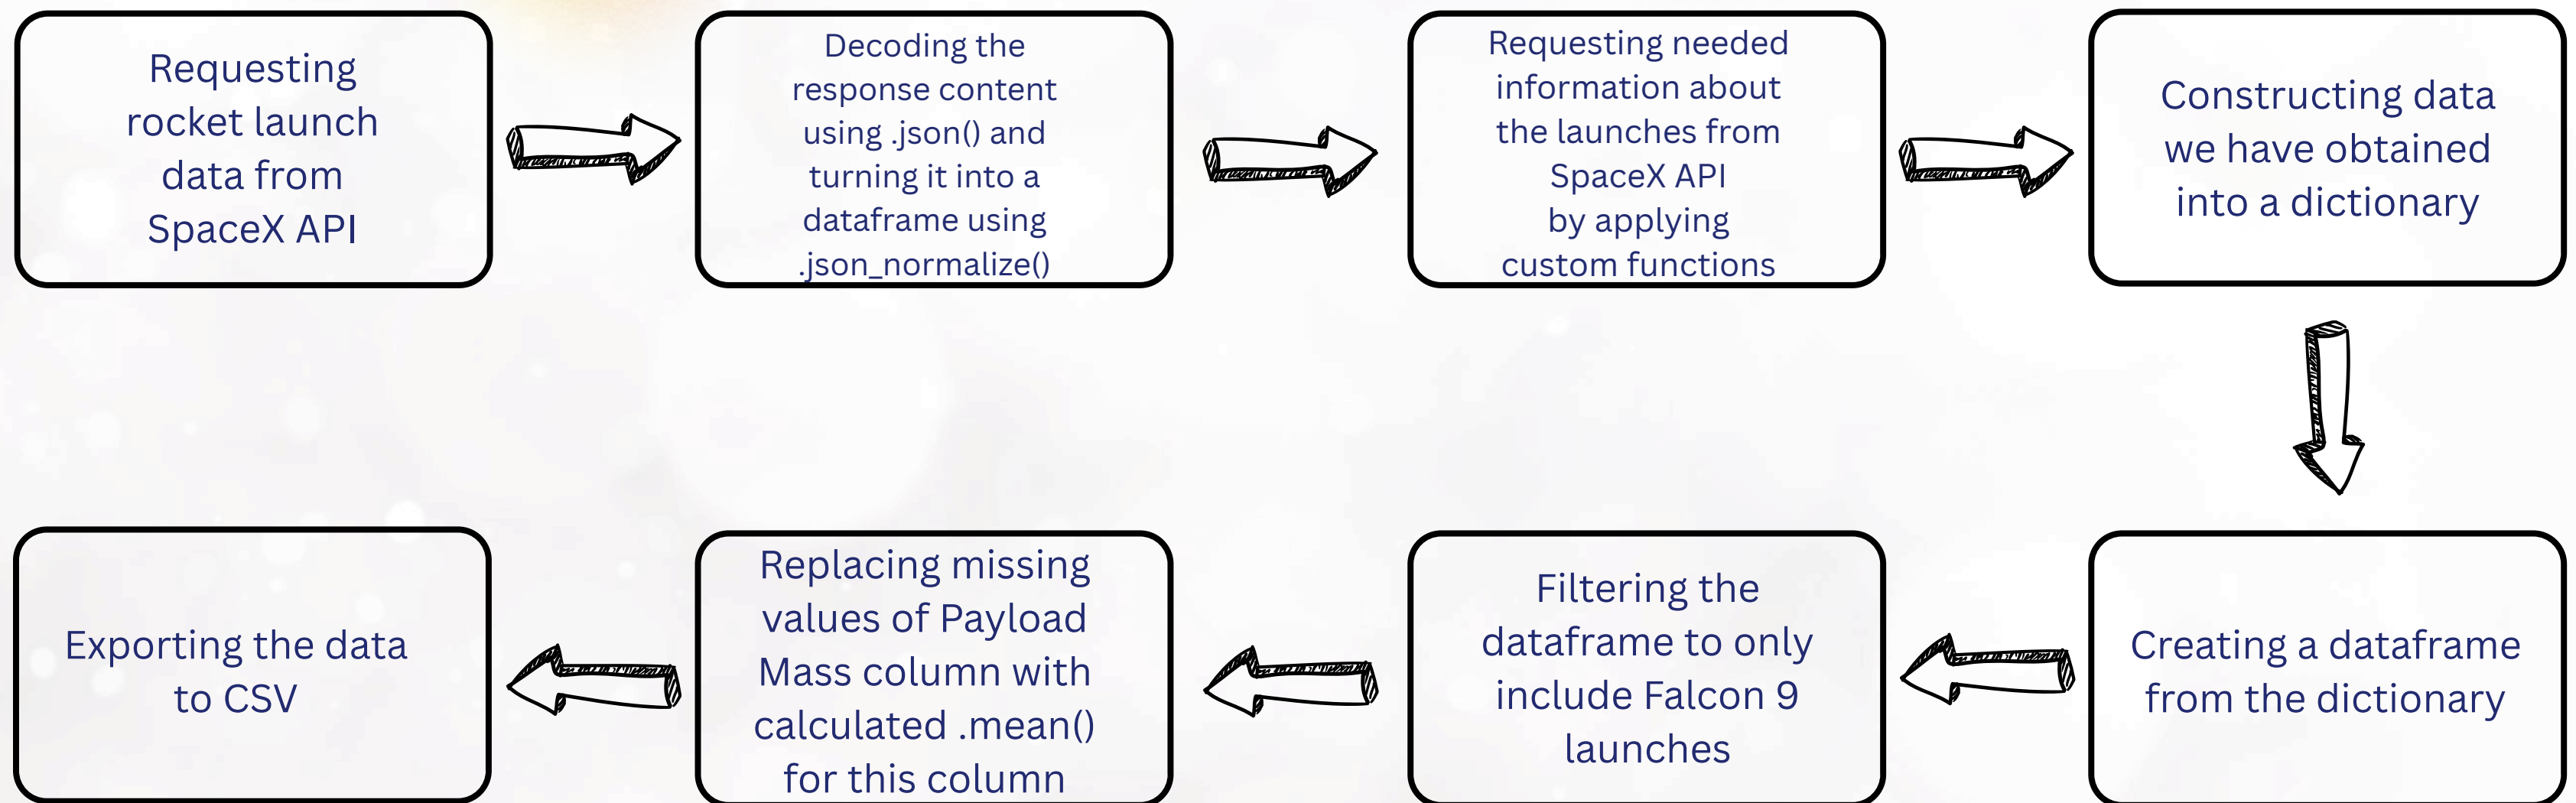 Requesting
rocket launch
data from
SpaceX API
Decoding the
response content
using .json() and
turning it into a
dataframe using
.json_normalize()
Requesting needed
information about
the launches from
SpaceX API
by applying
custom functions
Constructing data
we have obtained
into a dictionary
Creating a dataframe
from the dictionary
Filtering the
dataframe to only
include Falcon 9
launches
Replacing missing
values of Payload
Mass column with
calculated .mean()
for this column
Exporting the data
to CSV